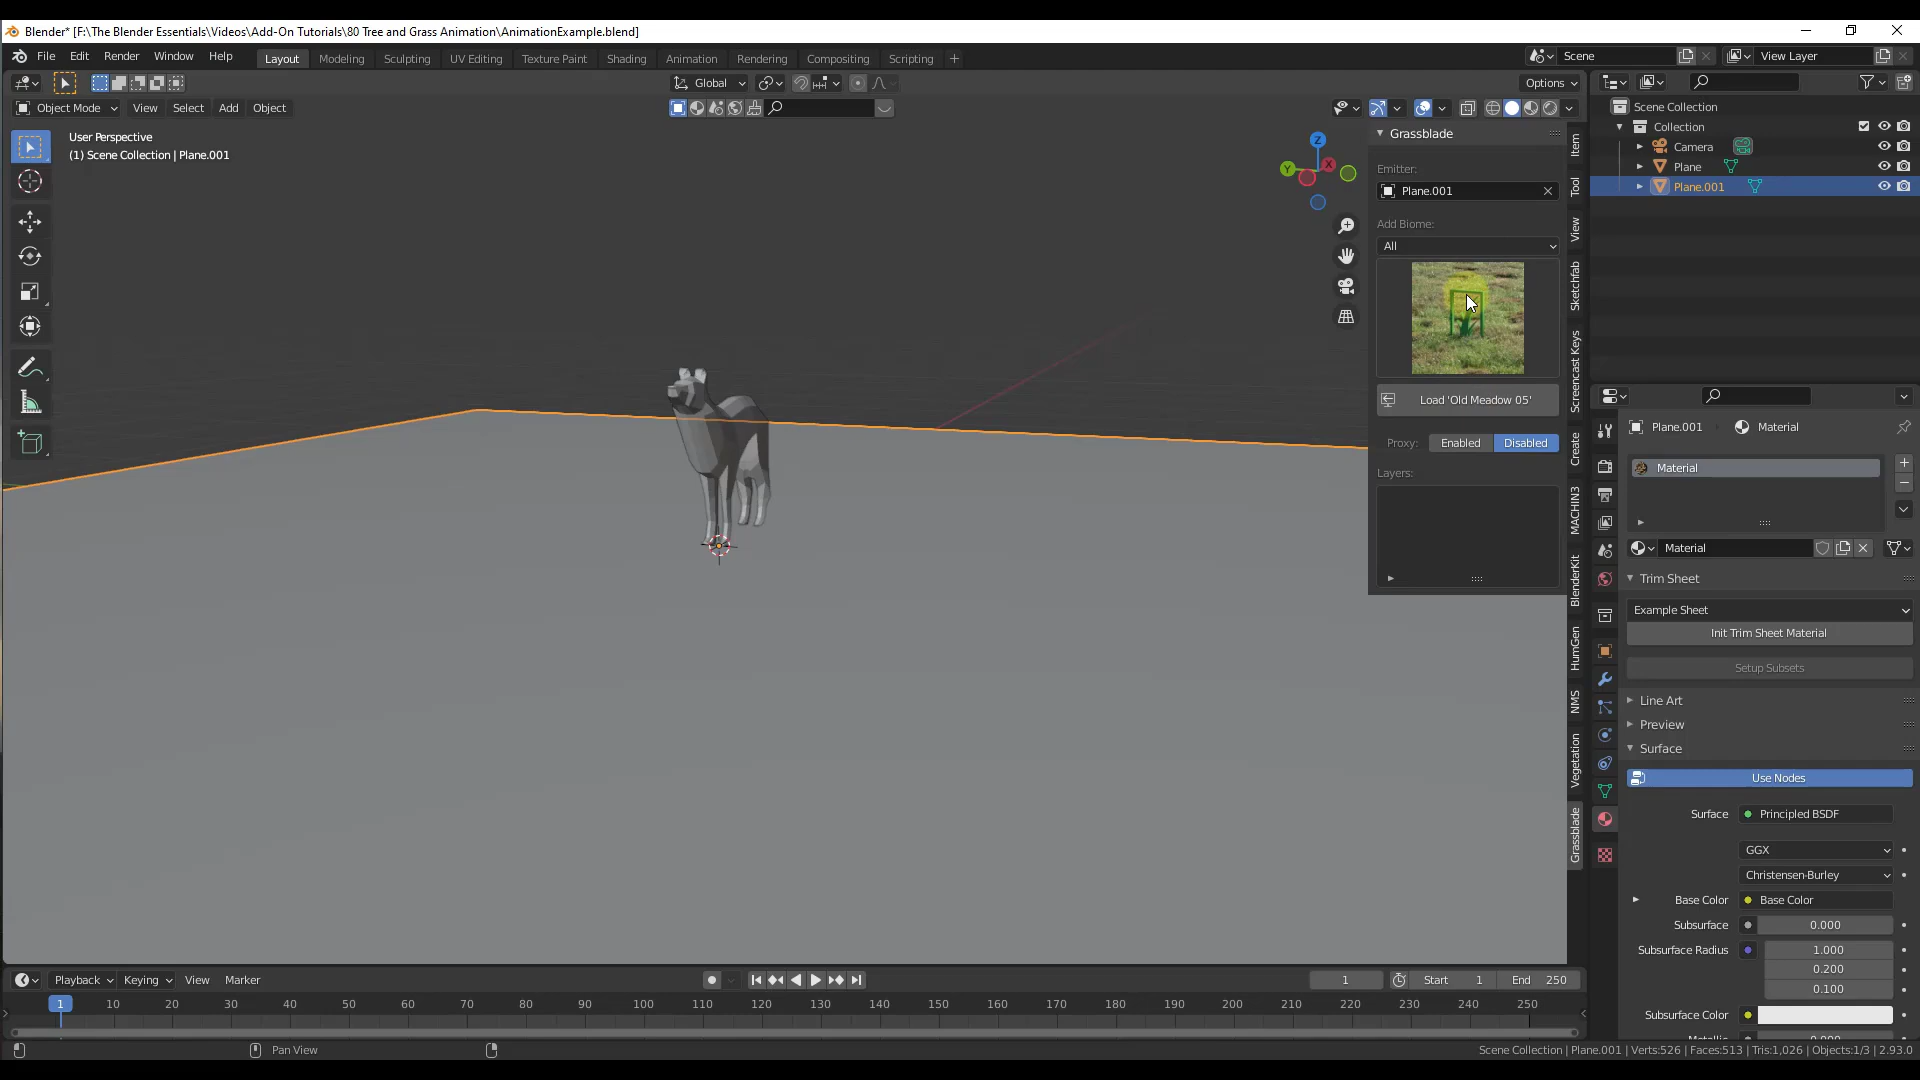 Blender* [F:\The Blender Essentials\Videos\Add-On Tutorials\80 Tree and Grass Animation\AnimationExample.blend]
File Edit Render Window Help Layout Modeling Sculpting UV Editing Texture Paint Shading Animation Rendering Compositing Scripting + Scene View Layer
Global Options
Object Mode View Select Add Object
User Perspective
(1) Scene Collection | Plane.001
Z
Y
X
Grassblade
Emitter:
Plane.001
Add Biome:
All
Load 'Old Meadow 05'
Proxy: Enabled Disabled
Layers:
Item
Tool
View
Sketchfab
Screencast Keys
Create
MACHIN3
BlenderKit
HumGen
NMS
Vegetation
Grassblade
Scene Collection
Collection
Camera
Plane
Plane.001
Plane.001 Material
Material
Material
Trim Sheet
Example Sheet
Init Trim Sheet Material
Setup Subsets
Line Art
Preview
Surface
Use Nodes
Surface Principled BSDF
GGX
Christensen-Burley
Base Color Base Color
Subsurface 0.000
Subsurface Radius 1.000
0.200
0.100
Subsurface Color
Playback Keying View Marker 1 Start 1 End 250
1 10 20 30 40 50 60 70 80 90 100 110 120 130 140 150 160 170 180 190 200 210 220 230 240 250
Pan View
Scene Collection | Plane.001 | Verts:526 | Faces:513 | Tris:1,026 | Objects:1/3 | 2.93.0